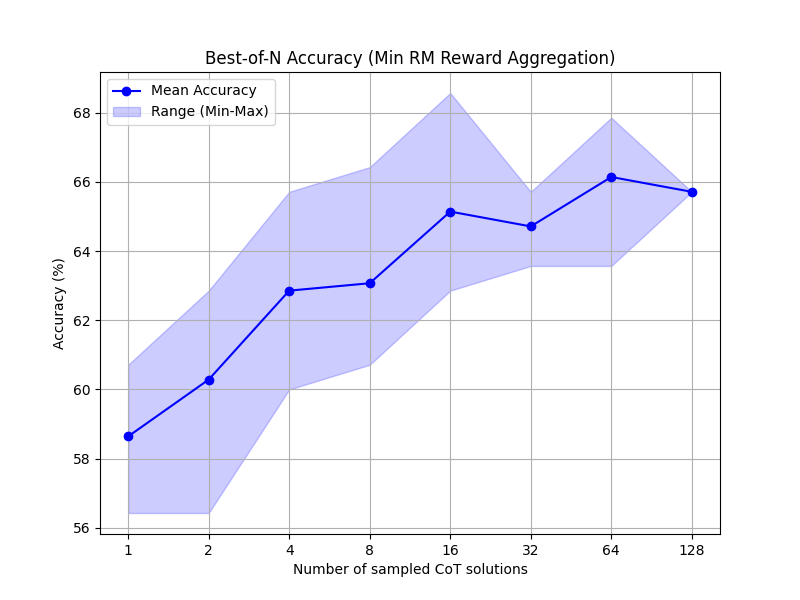 Best-of-N Accuracy (Min RM Reward Aggregation)
Mean Accuracy
Range (Min-Max)
Accuracy (%)
68
66
64
62
60
58
56
1 2 4 8 16 32 64 128
Number of sampled CoT solutions